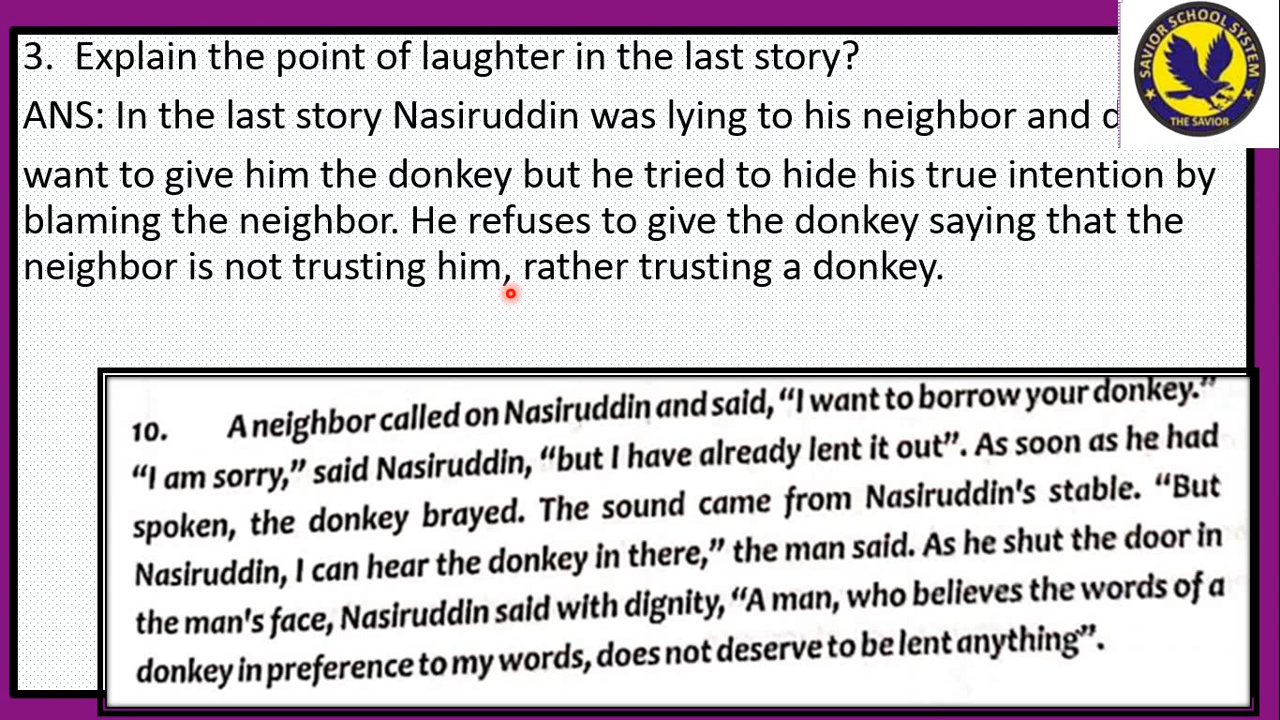 3. Explain the point of laughter in the last story?
ANS: In the last story Nasiruddin was lying to his neighbor and
want to give him the donkey but he tried to hide his true intention by
blaming the neighbor. He refuses to give the donkey saying that the
neighbor is not trusting him, rather trusting a donkey.
SAVIOR SCHOOL SYSTEM
THE SAVIOR
10. A neighbor called on Nasiruddin and said, “I want to borrow your donkey.”
“I am sorry,” said Nasiruddin, “but I have already lent it out”. As soon as he had
spoken, the donkey brayed. The sound came from Nasiruddin's stable. “But
Nasiruddin, I can hear the donkey in there,” the man said. As he shut the door in
the man's face, Nasiruddin said with dignity, “A man, who believes the words of a
donkey in preference to my words, does not deserve to be lent anything”.